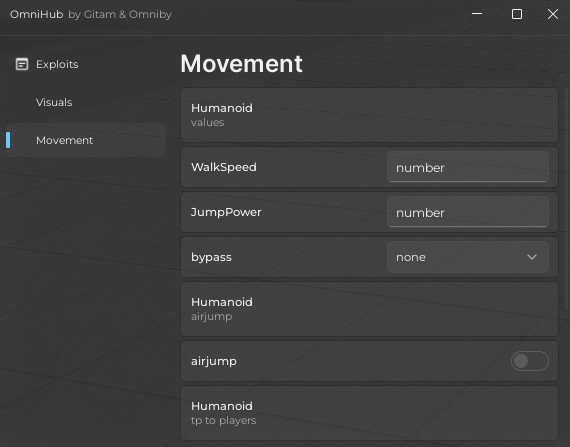 OmniHub by Gitam & Omniby
Exploits
Visuals
Movement
Movement
Humanoid
values
WalkSpeed number
JumpPower number
bypass none
Humanoid
airjump
airjump
Humanoid
tp to players